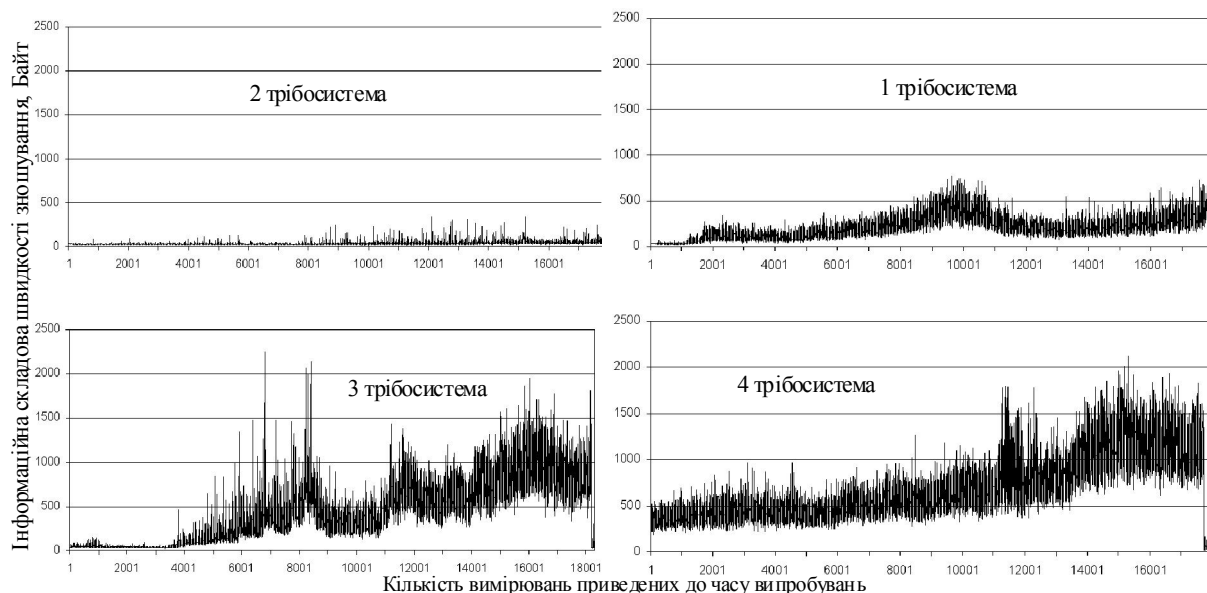 Інформаційна складова швидкості зношування, Байт
2500
2000
1500
1000
500
0
2 трібосистема
1 2001 4001 6001 8001 10001 12001 14001 16001
2500
2000
1500
1000
500
0
1 трібосистема
1 2001 4001 6001 8001 10001 12001 14001 16001
2500
2000
1500
1000
500
0
3 трібосистема
1 2001 4001 6001 8001 10001 12001 14001 16001 18001
2500
2000
1500
1000
500
0
4 трібосистема
1 2001 4001 6001 8001 10001 12001 14001 16001
Кількість вимірювань приведених до часу випробувань